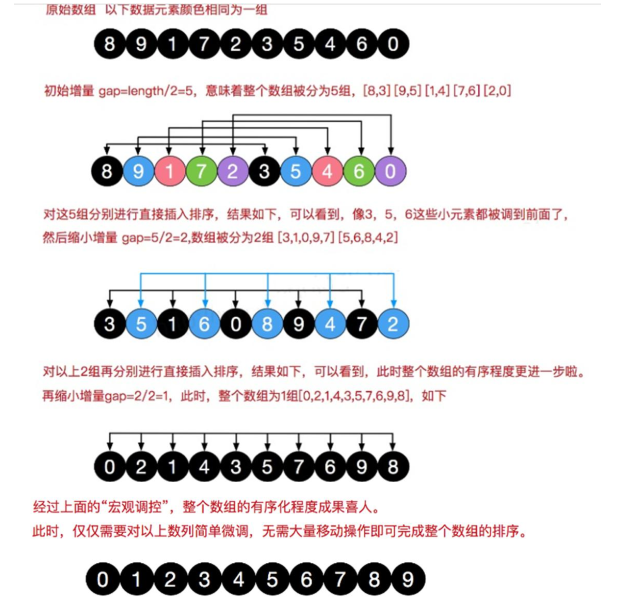 原始数组  以下数据元素颜色相同为一组
8 9 1 7 2 3 5 4 6 0
初始增量 gap=length/2=5，意味着整个数组被分为5组，[8,3] [9,5] [1,4] [7,6] [2,0]
8 9 1 7 2 3 5 4 6 0
对这5组分别进行直接插入排序，结果如下，可以看到，像3，5，6这些小元素都被调到前面了，
然后缩小增量 gap=5/2=2,数组被分为2组 [3,1,0,9,7] [5,6,8,4,2]
3 5 1 6 0 8 9 4 7 2
对以上2组再分别进行直接插入排序，结果如下，可以看到，此时整个数组的有序程度更进一步啦。
再缩小增量gap=2/2=1，此时，整个数组为1组[0,2,1,4,3,5,7,6,9,8]，如下
0 2 1 4 3 5 7 6 9 8
经过上面的“宏观调控”，整个数组的有序化程度成果喜人。
此时，仅仅需要对以上数列简单微调，无需大量移动操作即可完成整个数组的排序。
0 1 2 3 4 5 6 7 8 9